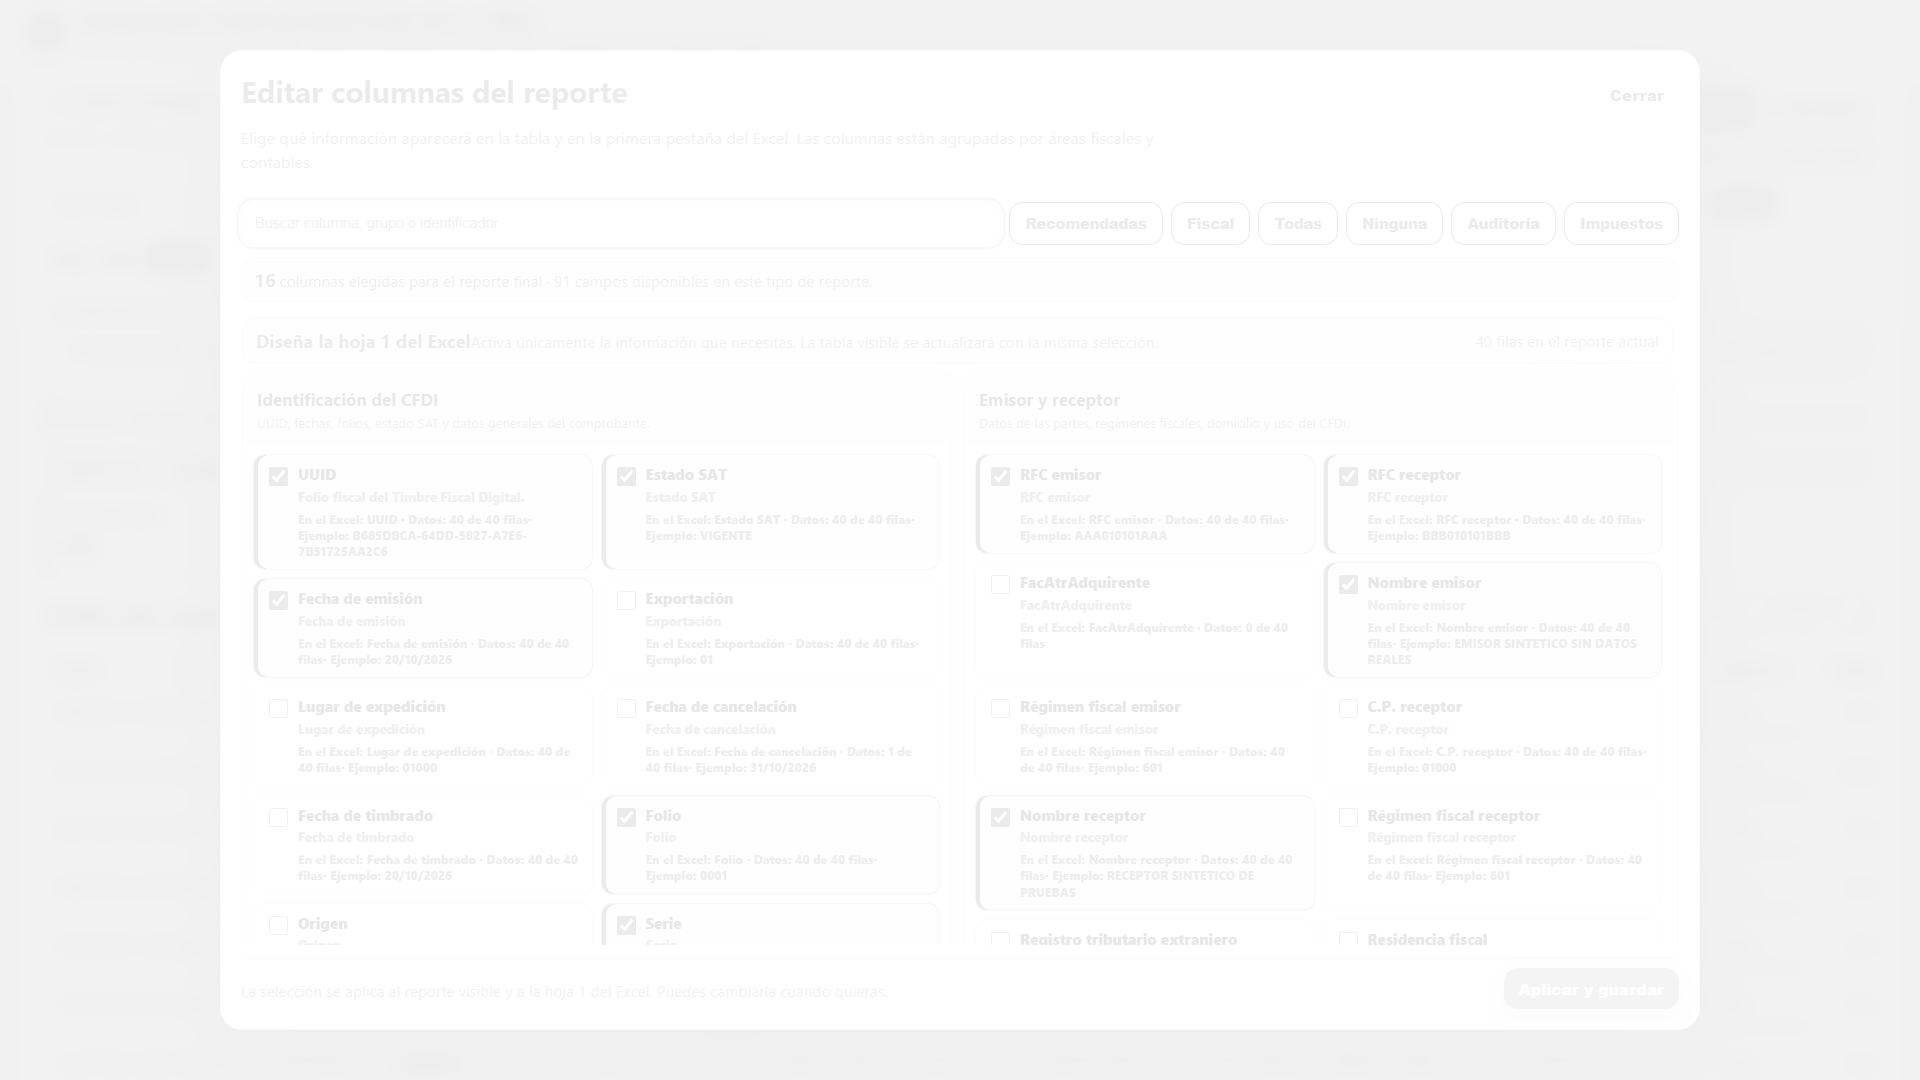 Editar columnas del reporte
Cerrar
Elige qué información aparecerá en la tabla y en la primera pestaña del Excel. Las columnas están agrupadas por áreas fiscales y
contables.
Buscar columna, grupo o identificador
Recomendadas
Fiscal
Todas
Ninguna
Auditoría
Impuestos
16 columnas elegidas para el reporte final · 91 campos disponibles en este tipo de reporte.
Diseña la hoja 1 del ExcelActiva únicamente la información que necesitas. La tabla visible se actualizará con la misma selección.
40 filas en el reporte actual
Identificación del CFDI
UUID, fechas, folios, estado SAT y datos generales del comprobante.
UUID
Folio fiscal del Timbre Fiscal Digital.
En el Excel: UUID · Datos: 40 de 40 filas·
Ejemplo: B685DBCA-64DD-5827-A7E6-
7B51725AA2C6
Estado SAT
Estado SAT
En el Excel: Estado SAT · Datos: 40 de 40 filas·
Ejemplo: VIGENTE
Fecha de emisión
Fecha de emisión
En el Excel: Fecha de emisión · Datos: 40 de 40
filas· Ejemplo: 20/10/2026
Exportación
Exportación
En el Excel: Exportación · Datos: 40 de 40 filas·
Ejemplo: 01
Lugar de expedición
Lugar de expedición
En el Excel: Lugar de expedición · Datos: 40 de
40 filas· Ejemplo: 01000
Fecha de cancelación
Fecha de cancelación
En el Excel: Fecha de cancelación · Datos: 1 de
40 filas· Ejemplo: 31/10/2026
Fecha de timbrado
Fecha de timbrado
En el Excel: Fecha de timbrado · Datos: 40 de 40
filas· Ejemplo: 20/10/2026
Folio
Folio
En el Excel: Folio · Datos: 40 de 40 filas·
Ejemplo: 0001
Origen
Origen
Serie
Serie
Emisor y receptor
Datos de las partes, regímenes fiscales, domicilio y uso del CFDI.
RFC emisor
RFC emisor
En el Excel: RFC emisor · Datos: 40 de 40 filas·
Ejemplo: AAA010101AAA
RFC receptor
RFC receptor
En el Excel: RFC receptor · Datos: 40 de 40 filas·
Ejemplo: BBB010101BBB
FacAtrAdquirente
FacAtrAdquirente
En el Excel: FacAtrAdquirente · Datos: 0 de 40
filas
Nombre emisor
Nombre emisor
En el Excel: Nombre emisor · Datos: 40 de 40
filas· Ejemplo: EMISOR SINTETICO SIN DATOS
REALES
Régimen fiscal emisor
Régimen fiscal emisor
En el Excel: Régimen fiscal emisor · Datos: 40
de 40 filas· Ejemplo: 601
C.P. receptor
C.P. receptor
En el Excel: C.P. receptor · Datos: 40 de 40 filas·
Ejemplo: 01000
Nombre receptor
Nombre receptor
En el Excel: Nombre receptor · Datos: 40 de 40
filas· Ejemplo: RECEPTOR SINTETICO DE
PRUEBAS
Régimen fiscal receptor
Régimen fiscal receptor
En el Excel: Régimen fiscal receptor · Datos: 40
de 40 filas· Ejemplo: 601
Registro tributario extranjero
Residencia fiscal
La selección se aplica al reporte visible y a la hoja 1 del Excel. Puedes cambiarla cuando quieras.
Aplicar y guardar